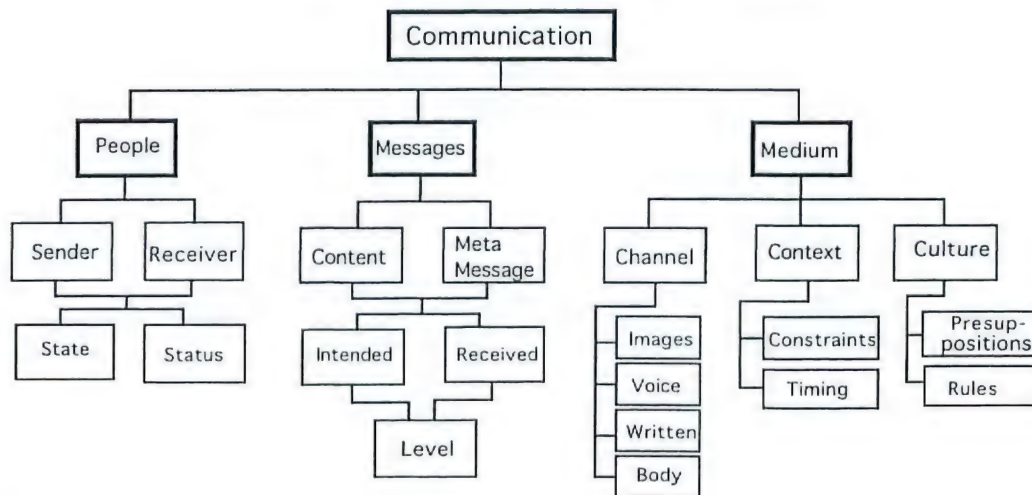 Communication
People
Messages
Medium
Sender
Receiver
Content
Meta
Message
Channel
Context
Culture
State
Status
Intended
Received
Images
Constraints
Presup-
positions
Voice
Timing
Rules
Level
Written
Body